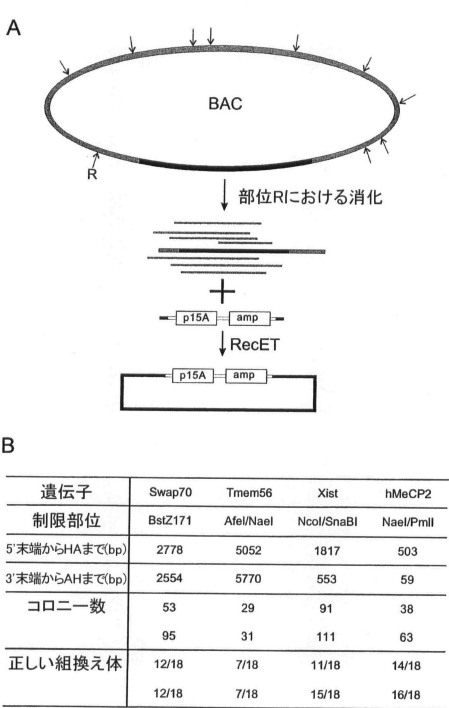 A
BAC
R
部位Rにおける消化
+
p15A amp
RecET
p15A amp
B
遺伝子 Swap70 Tmem56 Xist hMeCP2
制限部位 BstZ171 AfeI/NaeI NcoI/SnaBI NaeI/PmlI
5'末端からHAまで(bp) 2778 5052 1817 503
3'末端からAHまで(bp) 2554 5770 553 59
コロニー数 53 29 91 38
95 31 111 63
正しい組換え体 12/18 7/18 11/18 14/18
12/18 7/18 15/18 16/18